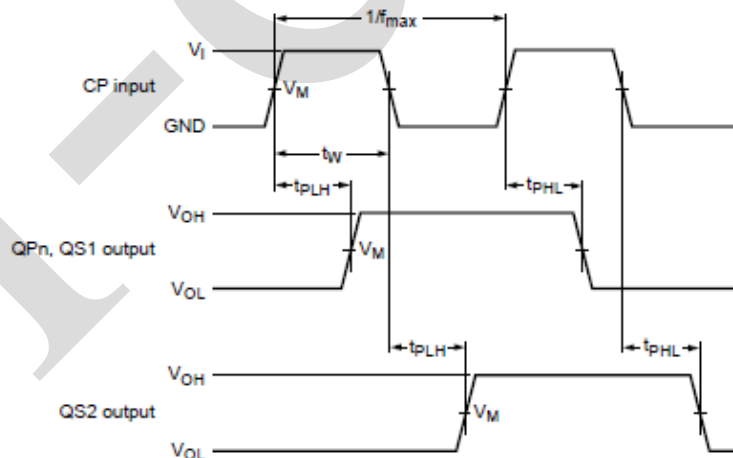 1/fmax
VI
CP input
VM
GND
tW
tPLH
tPHL
VOH
QPn, QS1 output
VM
VOL
tPLH
tPHL
VOH
QS2 output
VM
VOL